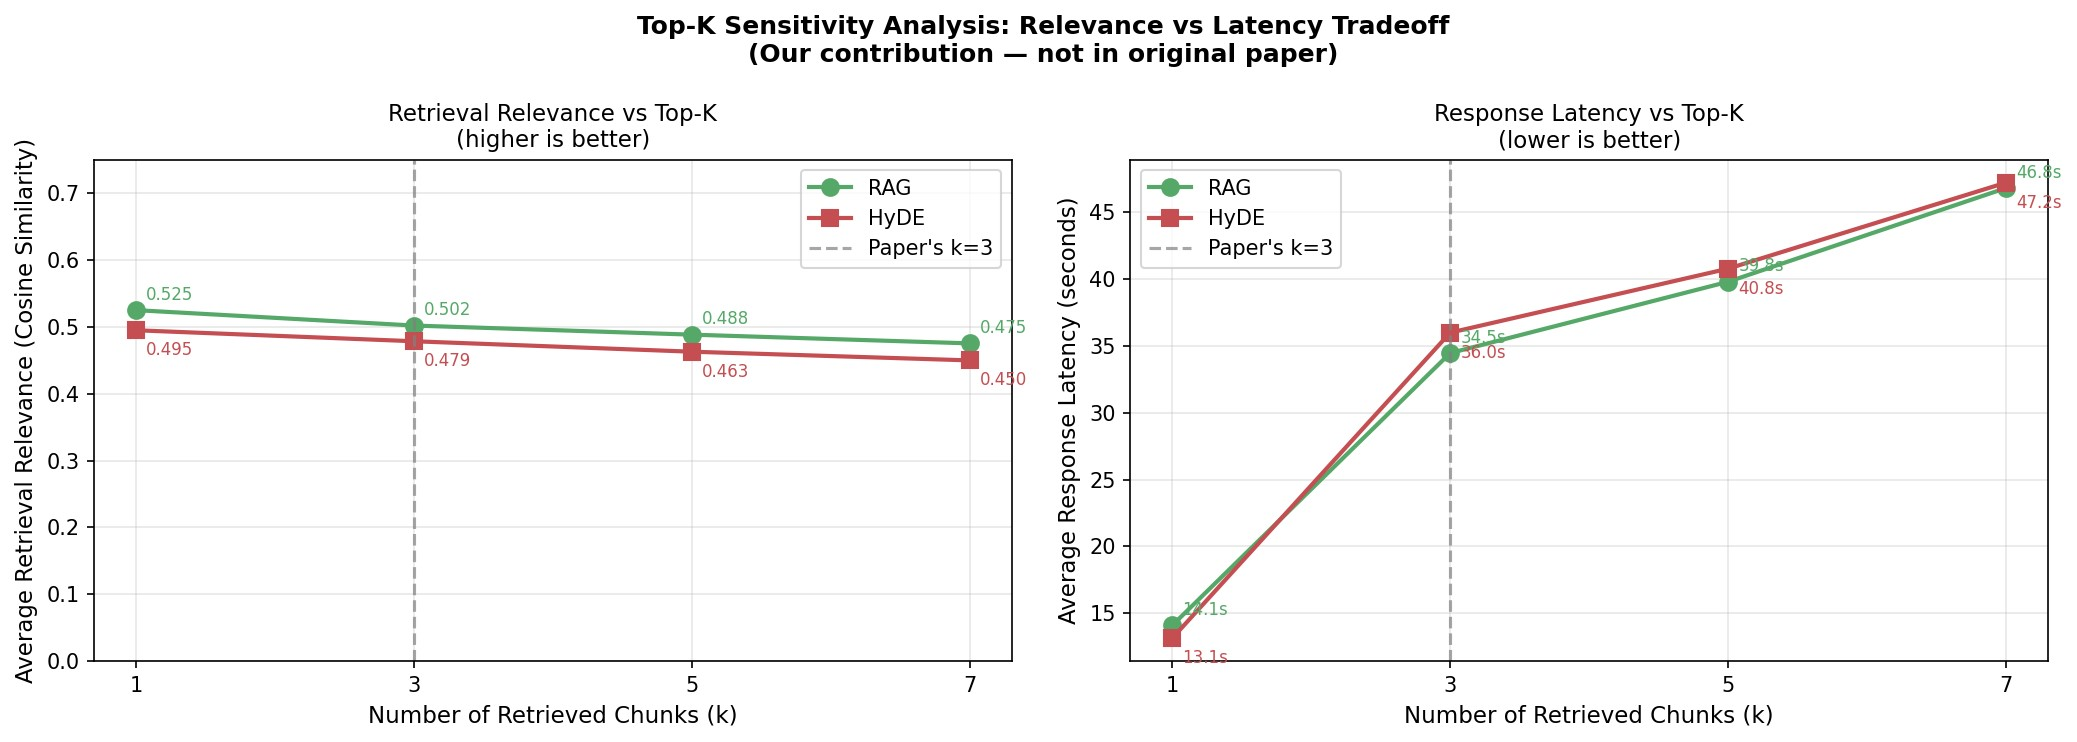 Top-K Sensitivity Analysis: Relevance vs Latency Tradeoff
(Our contribution — not in original paper)
Retrieval Relevance vs Top-K
(higher is better)
Average Retrieval Relevance (Cosine Similarity)
0.7
0.6
0.5
0.4
0.3
0.2
0.1
0.0
RAG
HyDE
Paper's k=3
0.525
0.502
0.488
0.475
0.495
0.479
0.463
0.450
1
3
5
7
Number of Retrieved Chunks (k)
Response Latency vs Top-K
(lower is better)
Average Response Latency (seconds)
45
40
35
30
25
20
15
RAG
HyDE
Paper's k=3
46.8s
47.2s
39.8s
40.8s
34.5s
36.0s
14.1s
13.1s
1
3
5
7
Number of Retrieved Chunks (k)